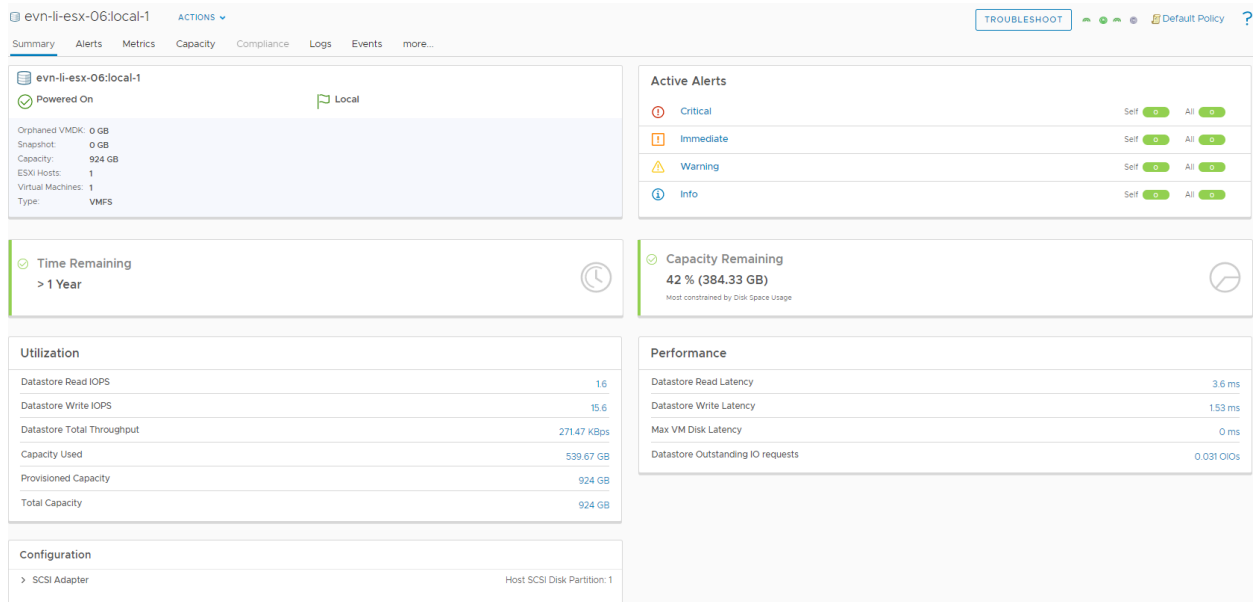 evn-li-esx-06:local-1 ACTIONS TROUBLESHOOT Default Policy ?
Summary Alerts Metrics Capacity Compliance Logs Events more...
evn-li-esx-06:local-1
Powered On Local
Orphaned VMDK: 0 GB
Snapshot: 0 GB
Capacity: 924 GB
ESXi Hosts: 1
Virtual Machines: 1
Type: VMFS
Active Alerts
Critical Self 0 All 0
Immediate Self 0 All 0
Warning Self 0 All 0
Info Self 0 All 0
Time Remaining
> 1 Year
Capacity Remaining
42 % (384.33 GB)
Most constrained by Disk Space Usage
Utilization
Datastore Read IOPS 1.6
Datastore Write IOPS 15.6
Datastore Total Throughput 271.47 KBps
Capacity Used 539.67 GB
Provisioned Capacity 924 GB
Total Capacity 924 GB
Performance
Datastore Read Latency 3.6 ms
Datastore Write Latency 1.53 ms
Max VM Disk Latency 0 ms
Datastore Outstanding IO requests 0.031 OIOs
Configuration
> SCSI Adapter Host SCSI Disk Partition: 1